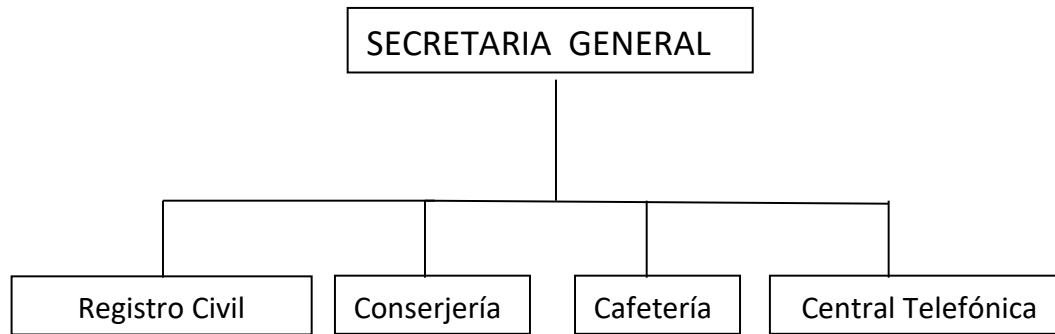 SECRETARIA GENERAL
Registro Civil
Conserjería
Cafetería
Central Telefónica